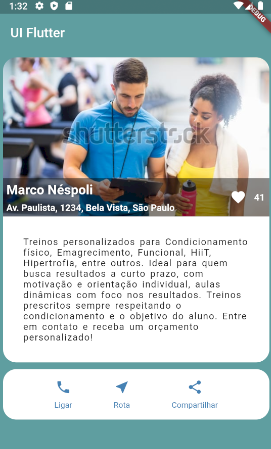 1:32
DEBUG
UI Flutter
shutterstock
Marco Néspoli
Av. Paulista, 1234, Bela Vista, São Paulo
41
Treinos personalizados para Condicionamento
físico, Emagrecimento, Funcional, HiiT,
Hipertrofia, entre outros. Ideal para quem
busca resultados a curto prazo, com
motivação e orientação individual, aulas
dinâmicas com foco nos resultados. Treinos
prescritos sempre respeitando o
condicionamento e o objetivo do aluno. Entre
em contato e receba um orçamento
personalizado!
Ligar
Rota
Compartilhar